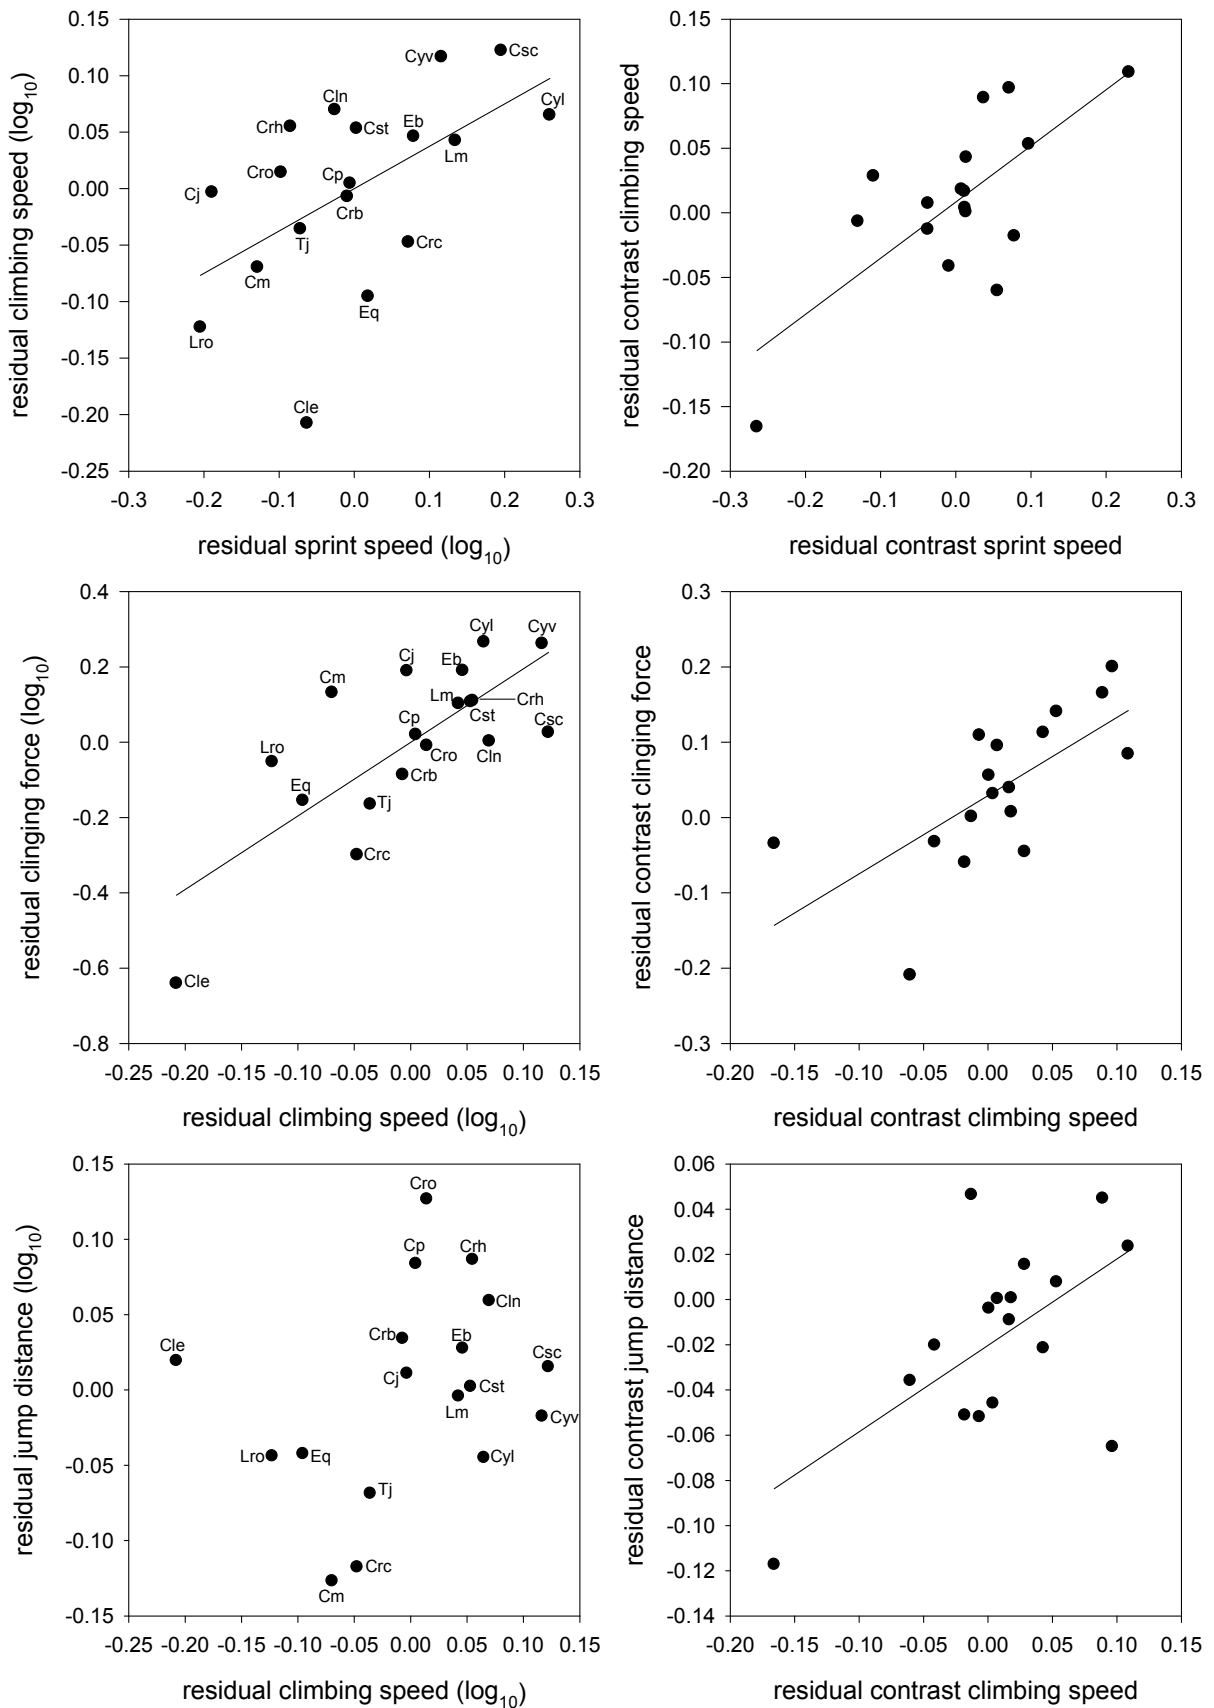 0.15
0.10
0.05
0.00
-0.05
-0.10
-0.15
-0.20
-0.25
residual climbing speed (log10)
Csc
Cyv
Cln
Cyl
Crh
Cst
Eb
Lm
Cro
Cp
Cj
Crb
Tj
Crc
Cm
Eq
Lro
Cle
-0.3 -0.2 -0.1 0.0 0.1 0.2 0.3
residual sprint speed (log10)
0.15
0.10
0.05
0.00
-0.05
-0.10
-0.15
-0.20
residual contrast climbing speed
-0.3 -0.2 -0.1 0.0 0.1 0.2 0.3
residual contrast sprint speed
0.4
0.2
0.0
-0.2
-0.4
-0.6
-0.8
residual clinging force (log10)
Cyl
Cyv
Cj
Eb
Cm
Lm
Crh
Cst
Cp
Csc
Lro
Cro
Cln
Crb
Eq
Tj
Crc
Cle
-0.25 -0.20 -0.15 -0.10 -0.05 0.00 0.05 0.10 0.15
residual climbing speed (log10)
0.3
0.2
0.1
0.0
-0.1
-0.2
-0.3
residual contrast clinging force
-0.20 -0.15 -0.10 -0.05 0.00 0.05 0.10 0.15
residual contrast climbing speed
0.15
0.10
0.05
0.00
-0.05
-0.10
-0.15
residual jump distance (log10)
Cro
Cp
Crh
Cln
Crb
Eb
Cle
Csc
Cj
Cst
Lm
Cyv
Lro
Eq
Cyl
Tj
Crc
Cm
-0.25 -0.20 -0.15 -0.10 -0.05 0.00 0.05 0.10 0.15
residual climbing speed (log10)
0.06
0.04
0.02
0.00
-0.02
-0.04
-0.06
-0.08
-0.10
-0.12
-0.14
residual contrast jump distance
-0.20 -0.15 -0.10 -0.05 0.00 0.05 0.10 0.15
residual contrast climbing speed